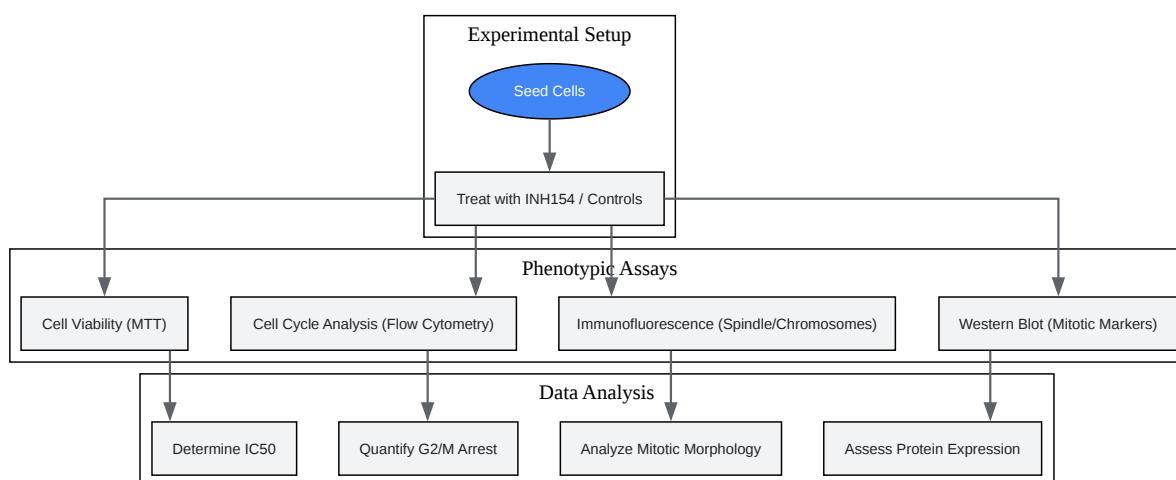 Experimental Setup
Seed Cells
Treat with INH154 / Controls
Phenotypic Assays
Cell Viability (MTT)
Cell Cycle Analysis (Flow Cytometry)
Immunofluorescence (Spindle/Chromosomes)
Western Blot (Mitotic Markers)
Data Analysis
Determine IC50
Quantify G2/M Arrest
Analyze Mitotic Morphology
Assess Protein Expression